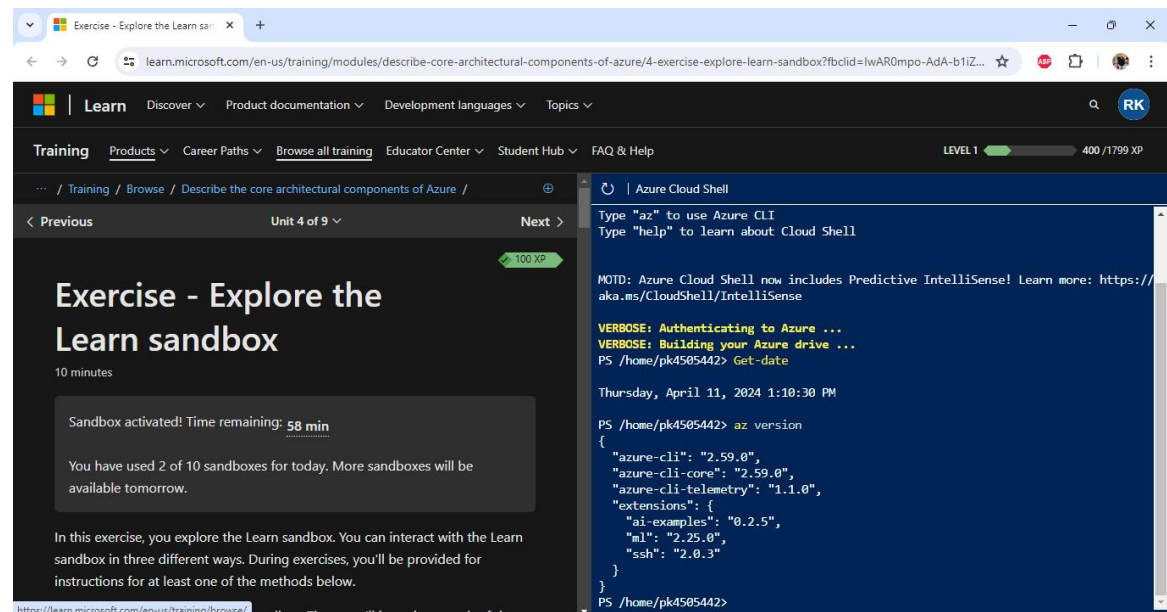 Exercise - Explore the Learn san
learn.microsoft.com/en-us/training/modules/describe-core-architectural-components-of-azure/4-exercise-explore-learn-sandbox?fbclid=IwAR0mpo-AdA-b1iZ...
ABP
Learn Discover Product documentation Development languages Topics
RK
Training Products Career Paths Browse all training Educator Center Student Hub FAQ & Help LEVEL 1 400 /1799 XP
... / Training / Browse / Describe the core architectural components of Azure /
< Previous Unit 4 of 9 Next >
100 XP
Exercise - Explore the
Learn sandbox
10 minutes
Sandbox activated! Time remaining: 58 min
You have used 2 of 10 sandboxes for today. More sandboxes will be
available tomorrow.
In this exercise, you explore the Learn sandbox. You can interact with the Learn
sandbox in three different ways. During exercises, you'll be provided for
instructions for at least one of the methods below.
https://learn.microsoft.com/en-us/training/browse/
| Azure Cloud Shell
Type "az" to use Azure CLI
Type "help" to learn about Cloud Shell
MOTD: Azure Cloud Shell now includes Predictive IntelliSense! Learn more: https://
aka.ms/CloudShell/IntelliSense
VERBOSE: Authenticating to Azure ...
VERBOSE: Building your Azure drive ...
PS /home/pk4505442> Get-date
Thursday, April 11, 2024 1:10:30 PM
PS /home/pk4505442> az version
{
"azure-cli": "2.59.0",
"azure-cli-core": "2.59.0",
"azure-cli-telemetry": "1.1.0",
"extensions": {
"ai-examples": "0.2.5",
"ml": "2.25.0",
"ssh": "2.0.3"
}
}
PS /home/pk4505442>